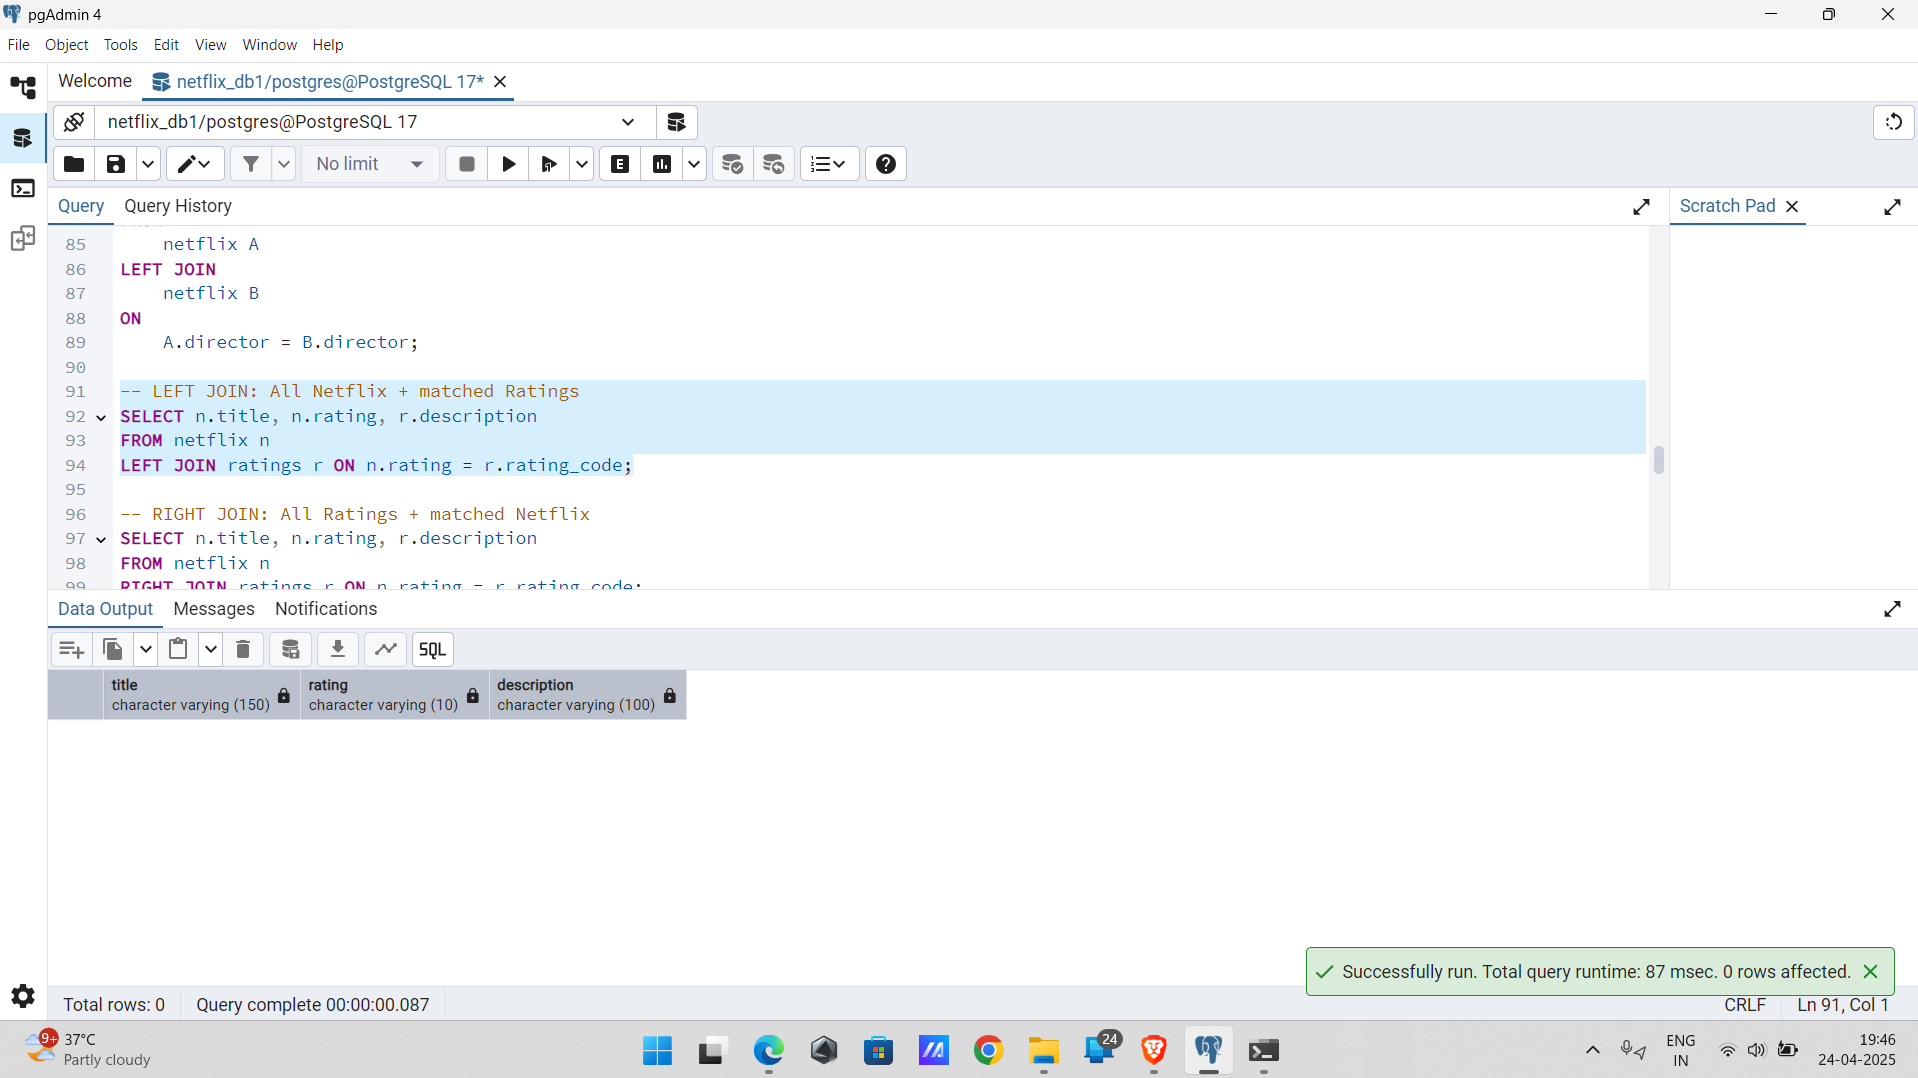 pgAdmin 4
File Object Tools Edit View Window Help
Welcome netflix_db1/postgres@PostgreSQL 17*
netflix_db1/postgres@PostgreSQL 17
No limit
E
Query Query History
Scratch Pad
85 netflix A
86 LEFT JOIN
87 netflix B
88 ON
89 A.director = B.director;
90
91 -- LEFT JOIN: All Netflix + matched Ratings
92 SELECT n.title, n.rating, r.description
93 FROM netflix n
94 LEFT JOIN ratings r ON n.rating = r.rating_code;
95
96 -- RIGHT JOIN: All Ratings + matched Netflix
97 SELECT n.title, n.rating, r.description
98 FROM netflix n
99 RIGHT JOIN ratings r ON n.rating = r.rating_code;
Data Output Messages Notifications
SQL
title rating description
character varying (150) character varying (10) character varying (100)
Successfully run. Total query runtime: 87 msec. 0 rows affected.
Total rows: 0 Query complete 00:00:00.087 CRLF Ln 91, Col 1
9+ 37°C
Partly cloudy
24
ENG
IN
19:46
24-04-2025